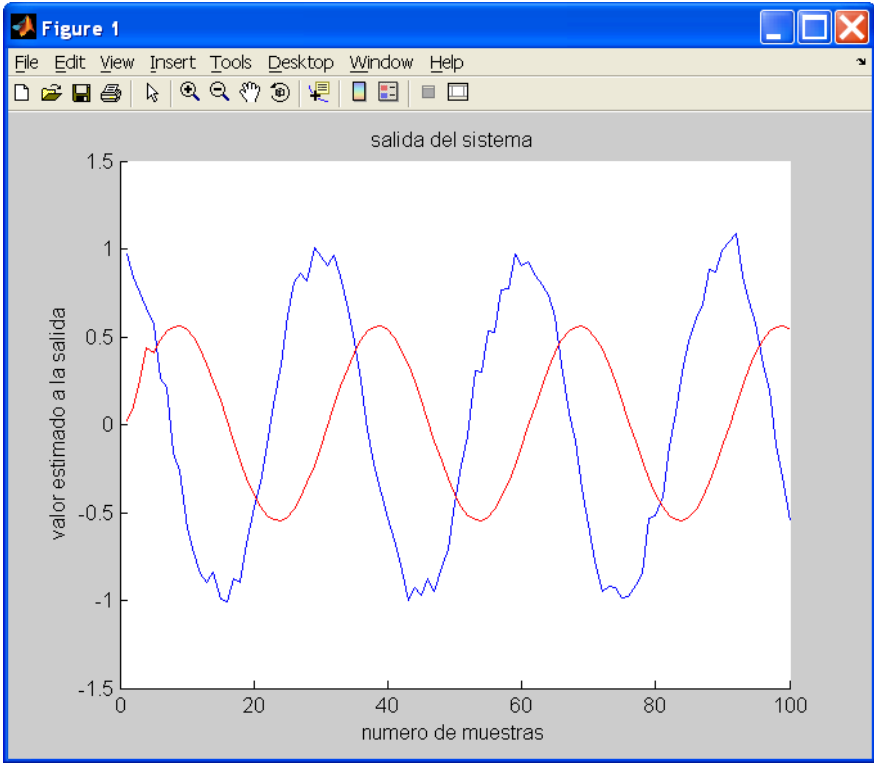 Figure 1
File Edit View Insert Tools Desktop Window Help
salida del sistema
1.5
1
0.5
0
-0.5
-1
-1.5
valor estimado a la salida
0 20 40 60 80 100
numero de muestras